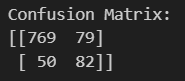 Confusion Matrix:
[[769  79]
 [ 50  82]]